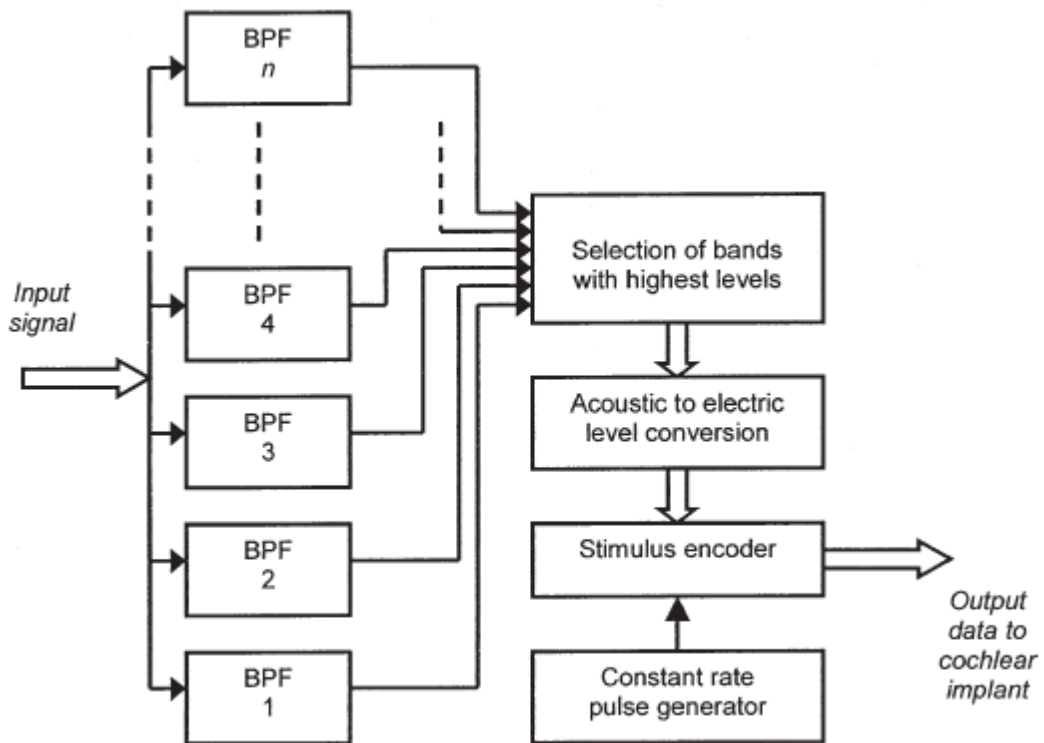 BPF
n
Input
signal
BPF
4
BPF
3
BPF
2
BPF
1
Selection of bands
with highest levels
Acoustic to electric
level conversion
Stimulus encoder
Constant rate
pulse generator
Output
data to
cochlear
implant